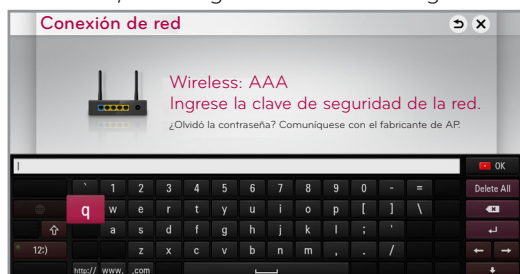 Conexión de red
Wireless: AAA
Ingrese la clave de seguridad de la red.
¿Olvidó la contraseña? Comuníquese con el fabricante de AP.
OK
` 1 2 3 4 5 6 7 8 9 0 - = Delete All
q w e r t y u i o p [ ] \
a s d f g h j k l ; '
12:) z x c v b n m , . /
http:// www. .com